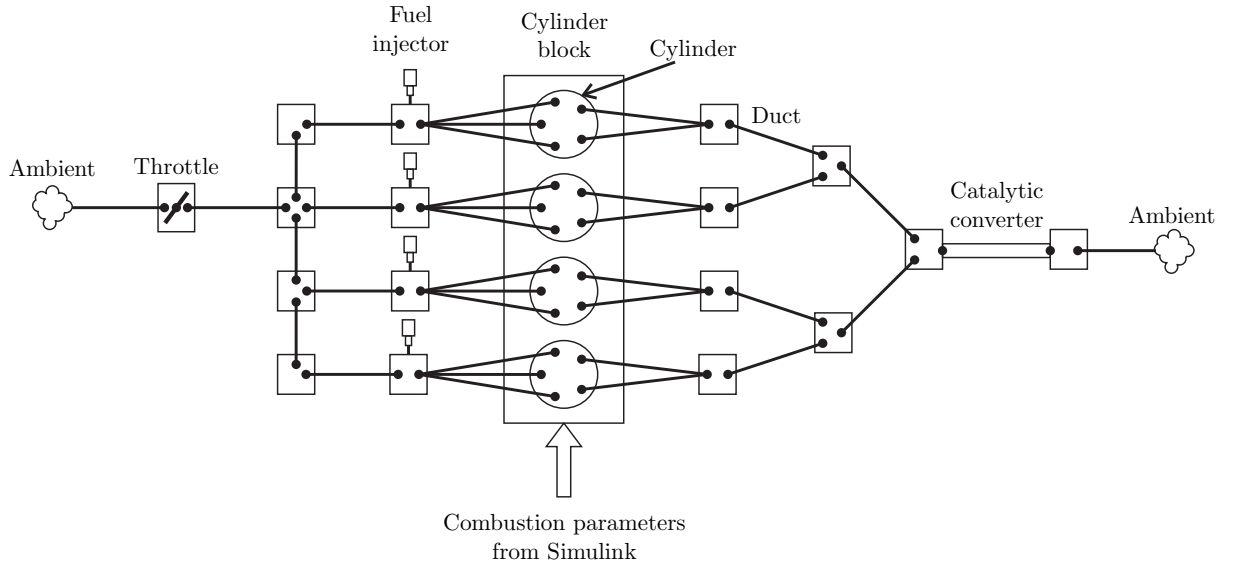 Fuel
injector
Cylinder
block
Cylinder
Duct
Ambient
Throttle
Catalytic
converter
Ambient
Combustion parameters
from Simulink